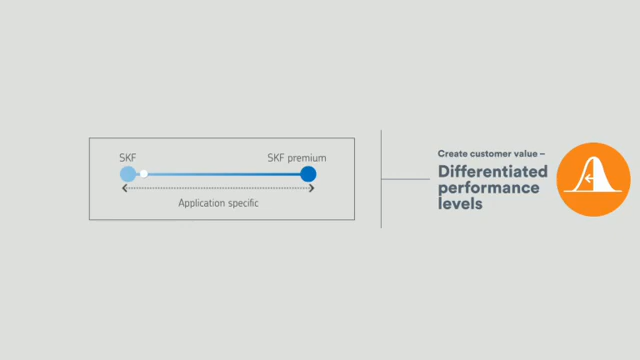 SKF
SKF premium
Application specific
Create customer value –
Differentiated
performance
levels